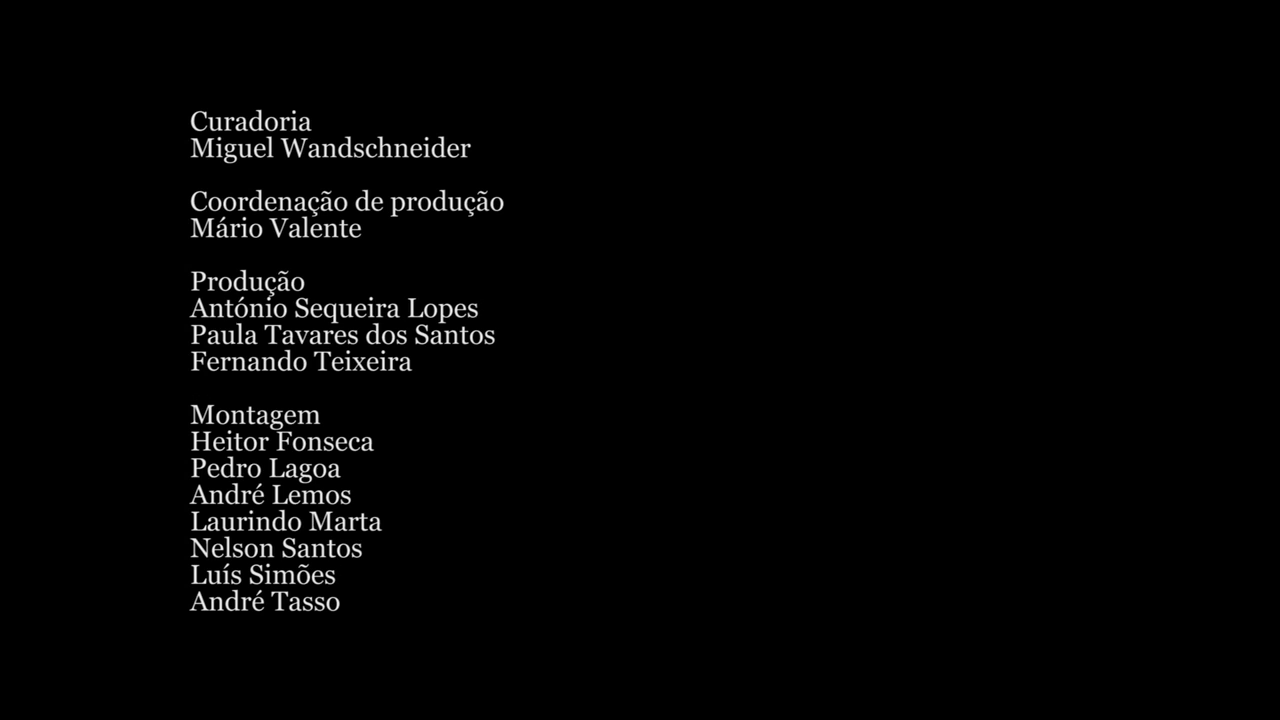 Curadoria
Miguel Wandschneider
Coordenação de produção
Mário Valente
Produção
António Sequeira Lopes
Paula Tavares dos Santos
Fernando Teixeira
Montagem
Heitor Fonseca
Pedro Lagoa
André Lemos
Laurindo Marta
Nelson Santos
Luís Simões
André Tasso